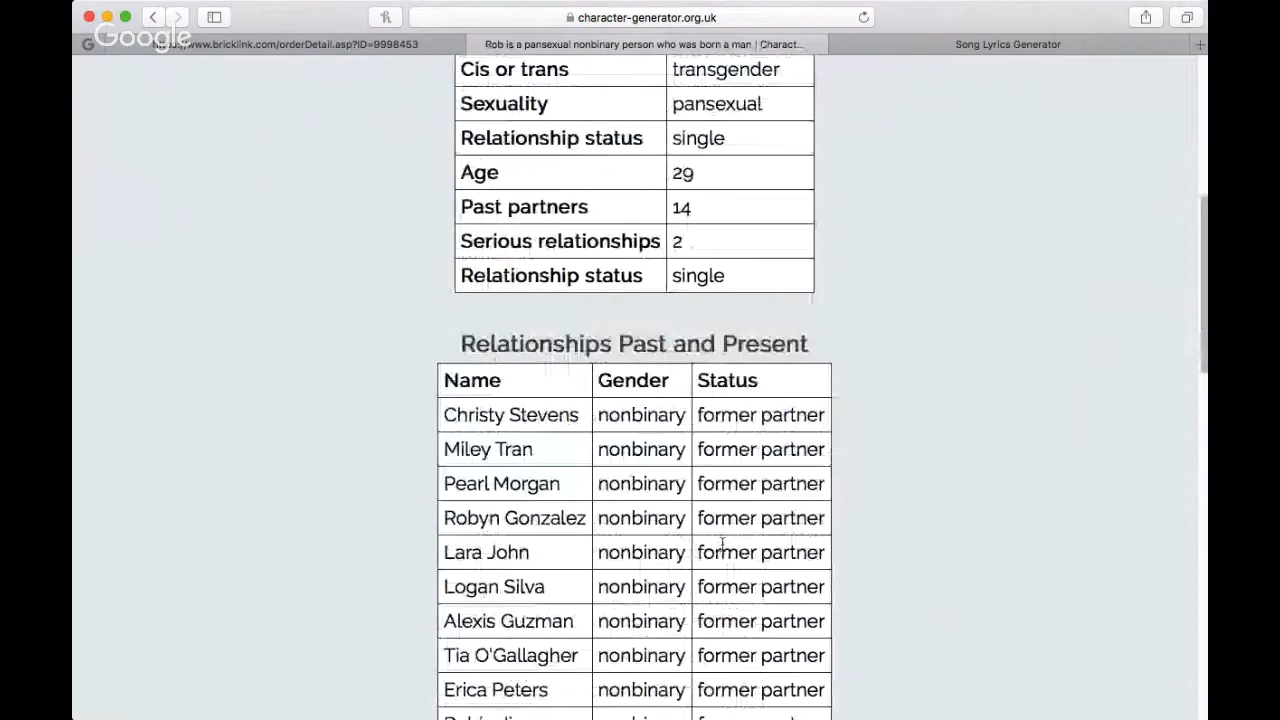 character-generator.org.uk
Google
https://www.bricklink.com/orderDetail.asp?ID=9998453
Rob is a pansexual nonbinary person who was born a man | Charact...
Song Lyrics Generator
Cis or trans transgender
Sexuality pansexual
Relationship status single
Age 29
Past partners 14
Serious relationships 2
Relationship status single
Relationships Past and Present
Name Gender Status
Christy Stevens nonbinary former partner
Miley Tran nonbinary former partner
Pearl Morgan nonbinary former partner
Robyn Gonzalez nonbinary former partner
Lara John nonbinary former partner
Logan Silva nonbinary former partner
Alexis Guzman nonbinary former partner
Tia O'Gallagher nonbinary former partner
Erica Peters nonbinary former partner